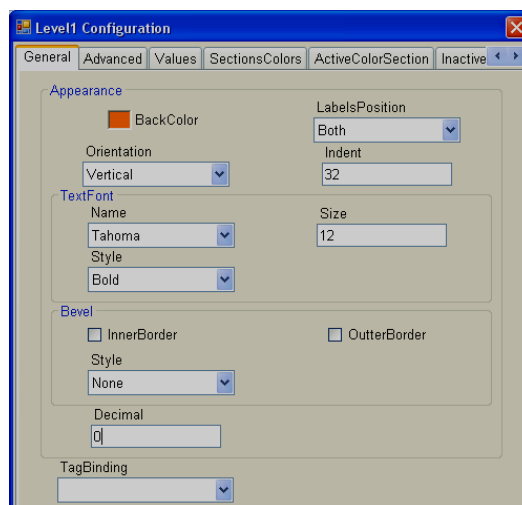 Level1 Configuration
General Advanced Values SectionsColors ActiveColorSection Inactive
Appearance
BackColor
LabelsPosition
Both
Orientation
Vertical
Indent
32
TextFont
Name
Tahoma
Size
12
Style
Bold
Bevel
InnerBorder
OutterBorder
Style
None
Decimal
0
TagBinding